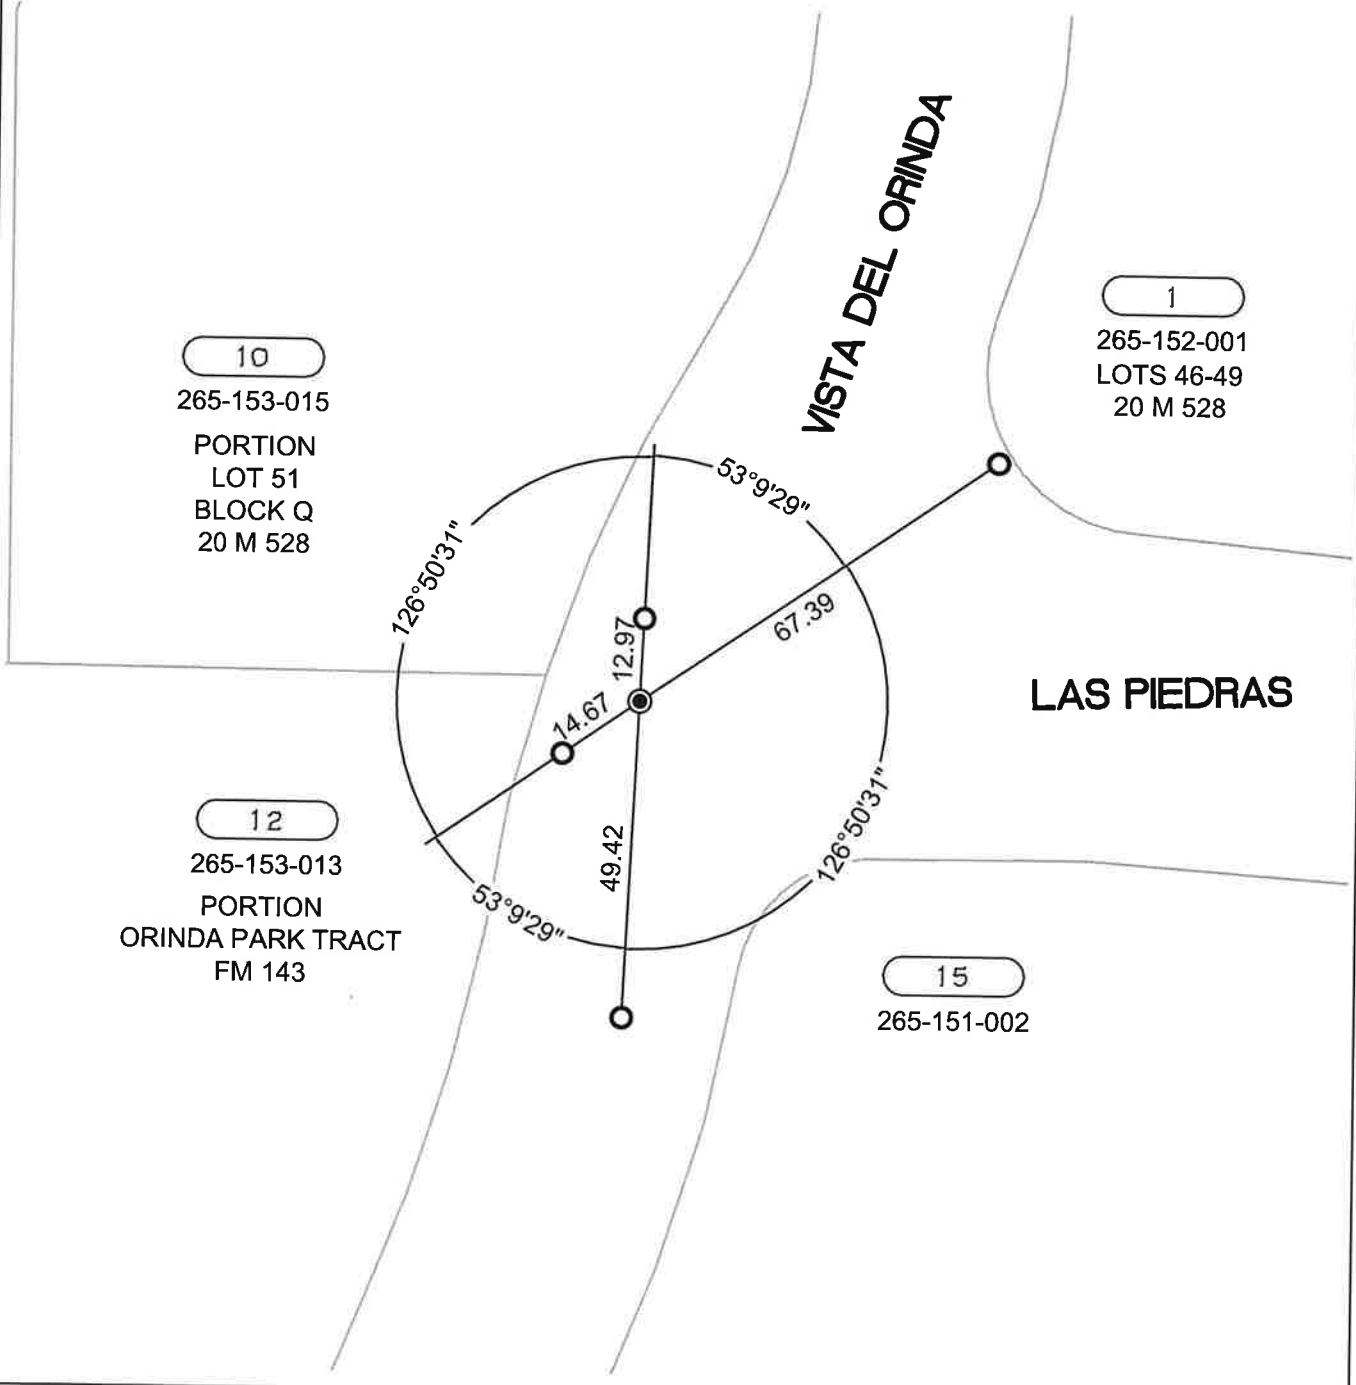 VISTA DEL ORINDA
1
265-152-001
LOTS 46-49
20 M 528
10
265-153-015
PORTION
LOT 51
BLOCK Q
20 M 528
53°9'29"
126°50'31"
67.39
12.97
14.67
LAS PIEDRAS
49.42
126°50'31"
53°9'29"
12
265-153-013
PORTION
ORINDA PARK TRACT
FM 143
15
265-151-002